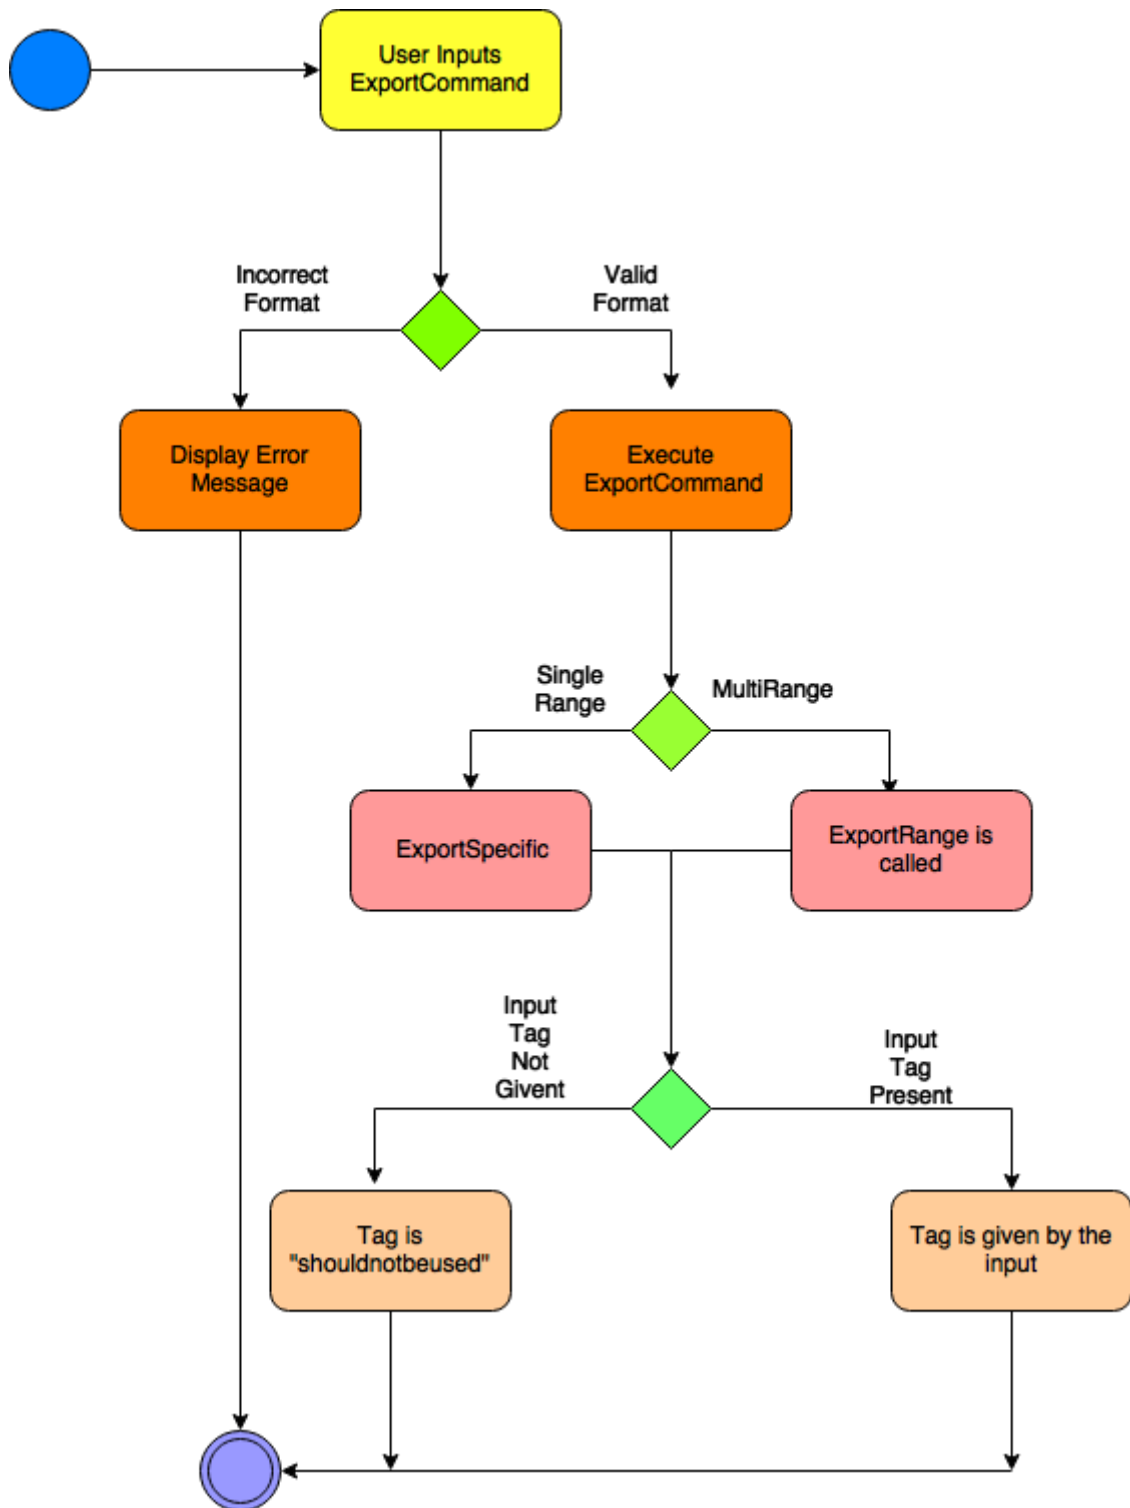 User Inputs
ExportCommand
Incorrect
Format
Valid
Format
Display Error
Message
Execute
ExportCommand
Single
Range
MultiRange
ExportSpecific
ExportRange is
called
Input
Tag
Not
Givent
Input
Tag
Present
Tag is
"shouldnotbeused"
Tag is given by the
input